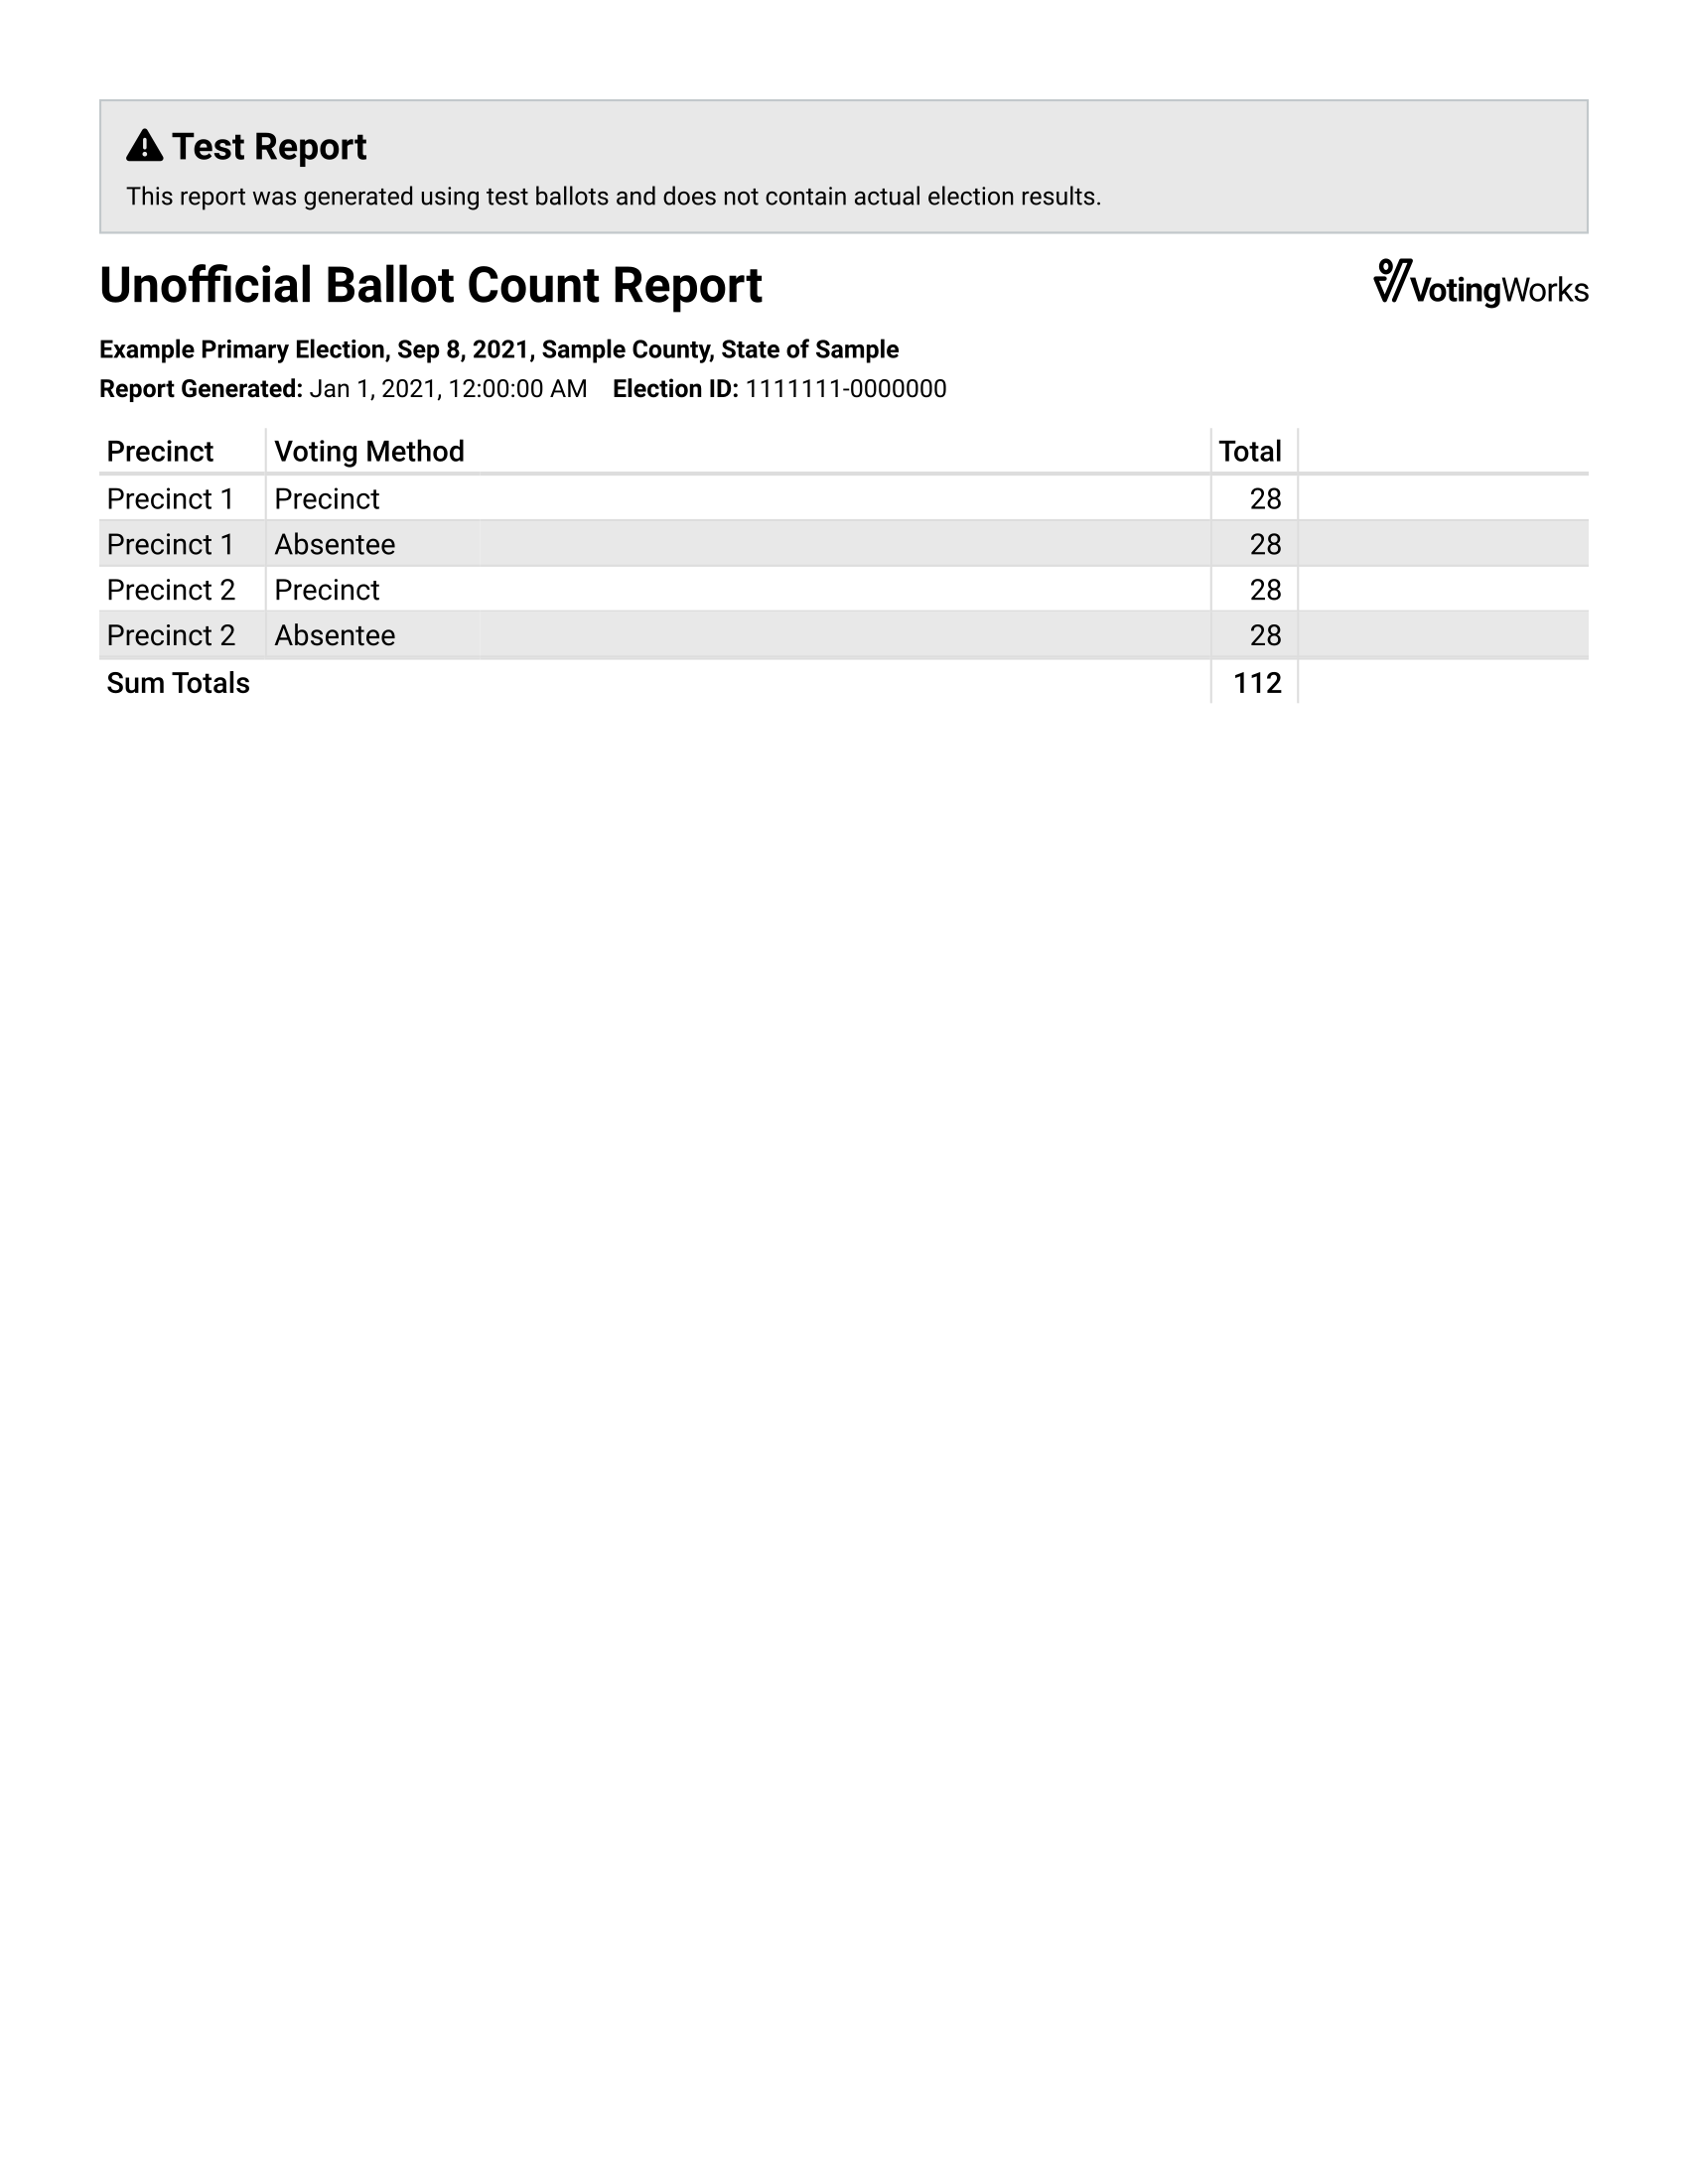 Test Report
This report was generated using test ballots and does not contain actual election results.
Unofficial Ballot Count Report
VotingWorks
Example Primary Election, Sep 8, 2021, Sample County, State of Sample
Report Generated: Jan 1, 2021, 12:00:00 AM Election ID: 1111111-0000000
Precinct Voting Method Total
Precinct 1 Precinct 28
Precinct 1 Absentee 28
Precinct 2 Precinct 28
Precinct 2 Absentee 28
Sum Totals 112